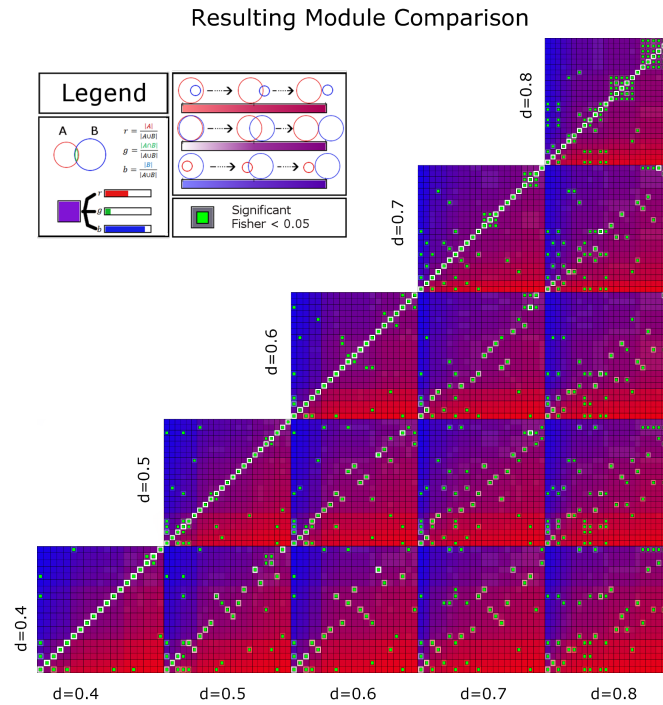 Resulting Module Comparison
Legend
A B
r = |A| / |A∪B|
g = |A∩B| / |A∪B|
b = |B| / |A∪B|
r
g
b
Significant
Fisher < 0.05
d=0.8
d=0.7
d=0.6
d=0.5
d=0.4
d=0.4 d=0.5 d=0.6 d=0.7 d=0.8